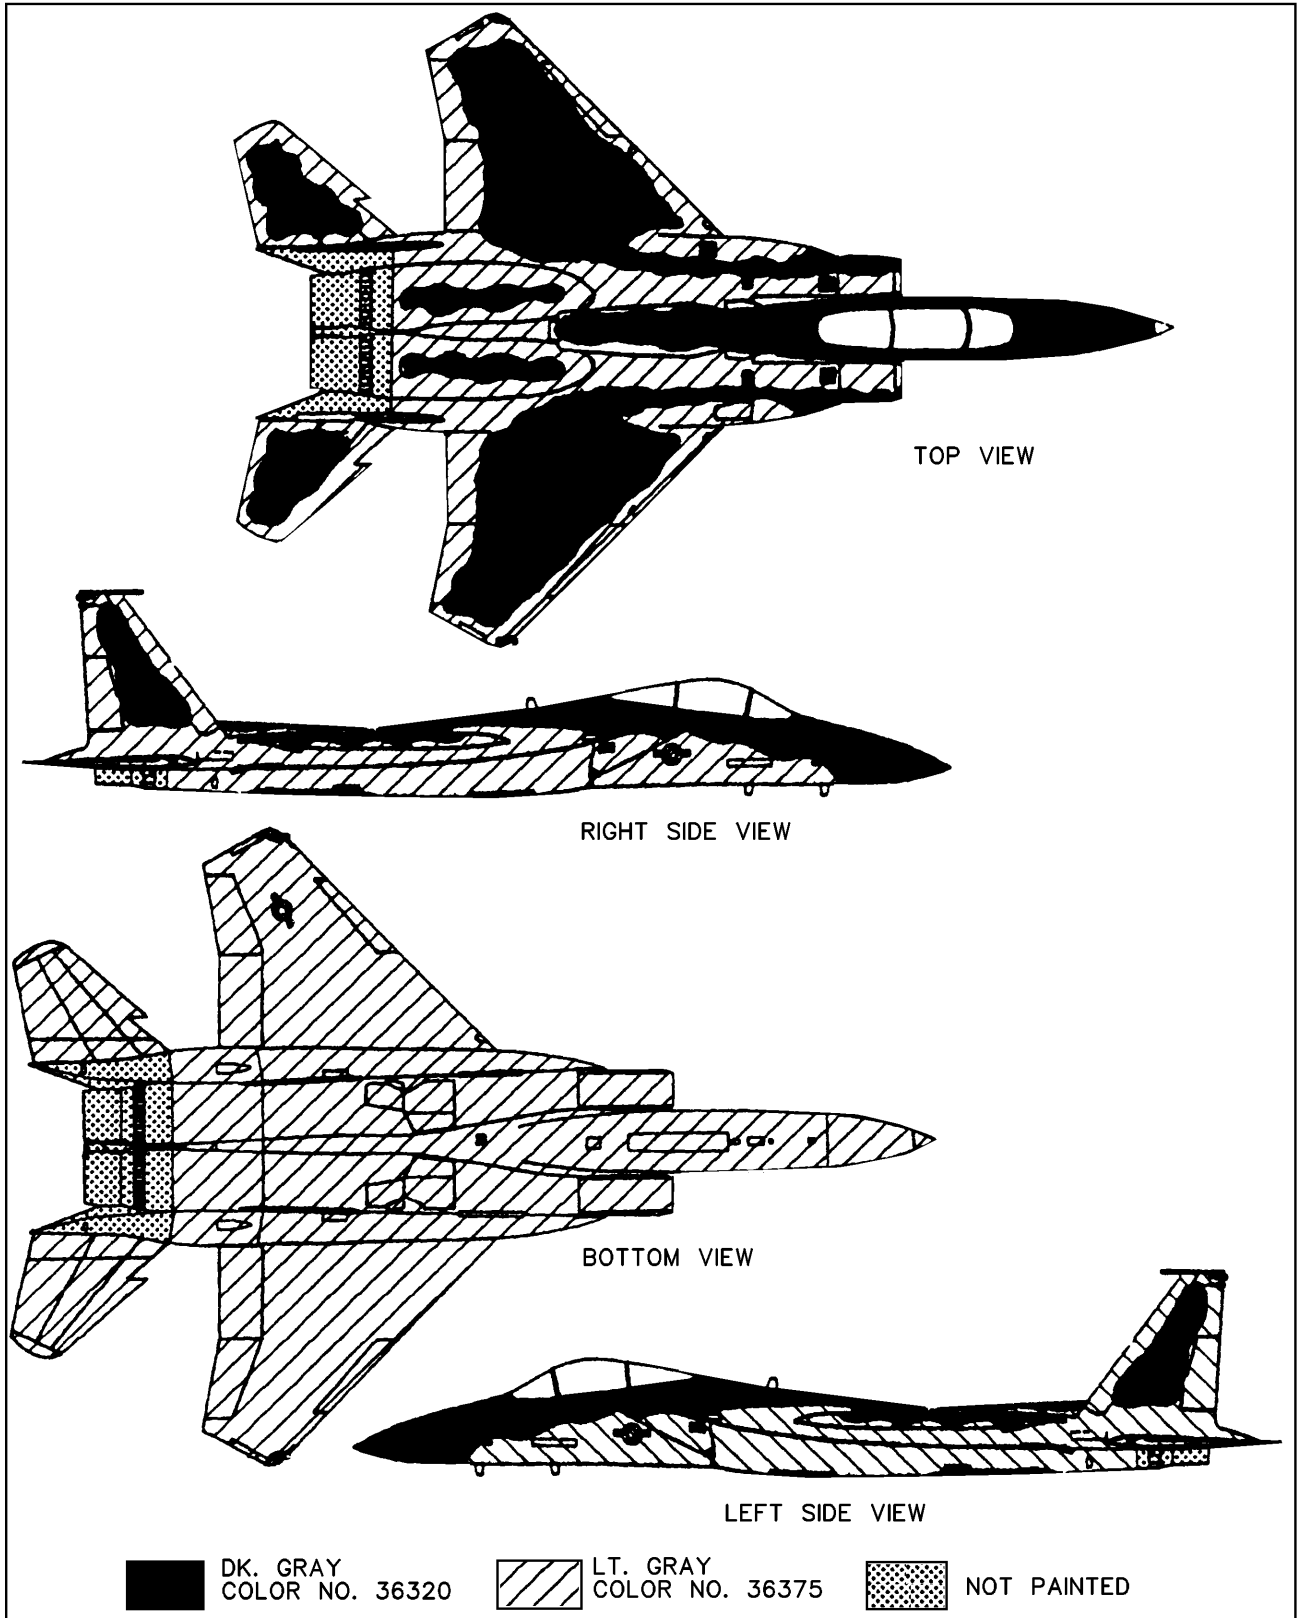 TOP VIEW
RIGHT SIDE VIEW
BOTTOM VIEW
LEFT SIDE VIEW
DK. GRAY
COLOR NO. 36320
LT. GRAY
COLOR NO. 36375
NOT PAINTED